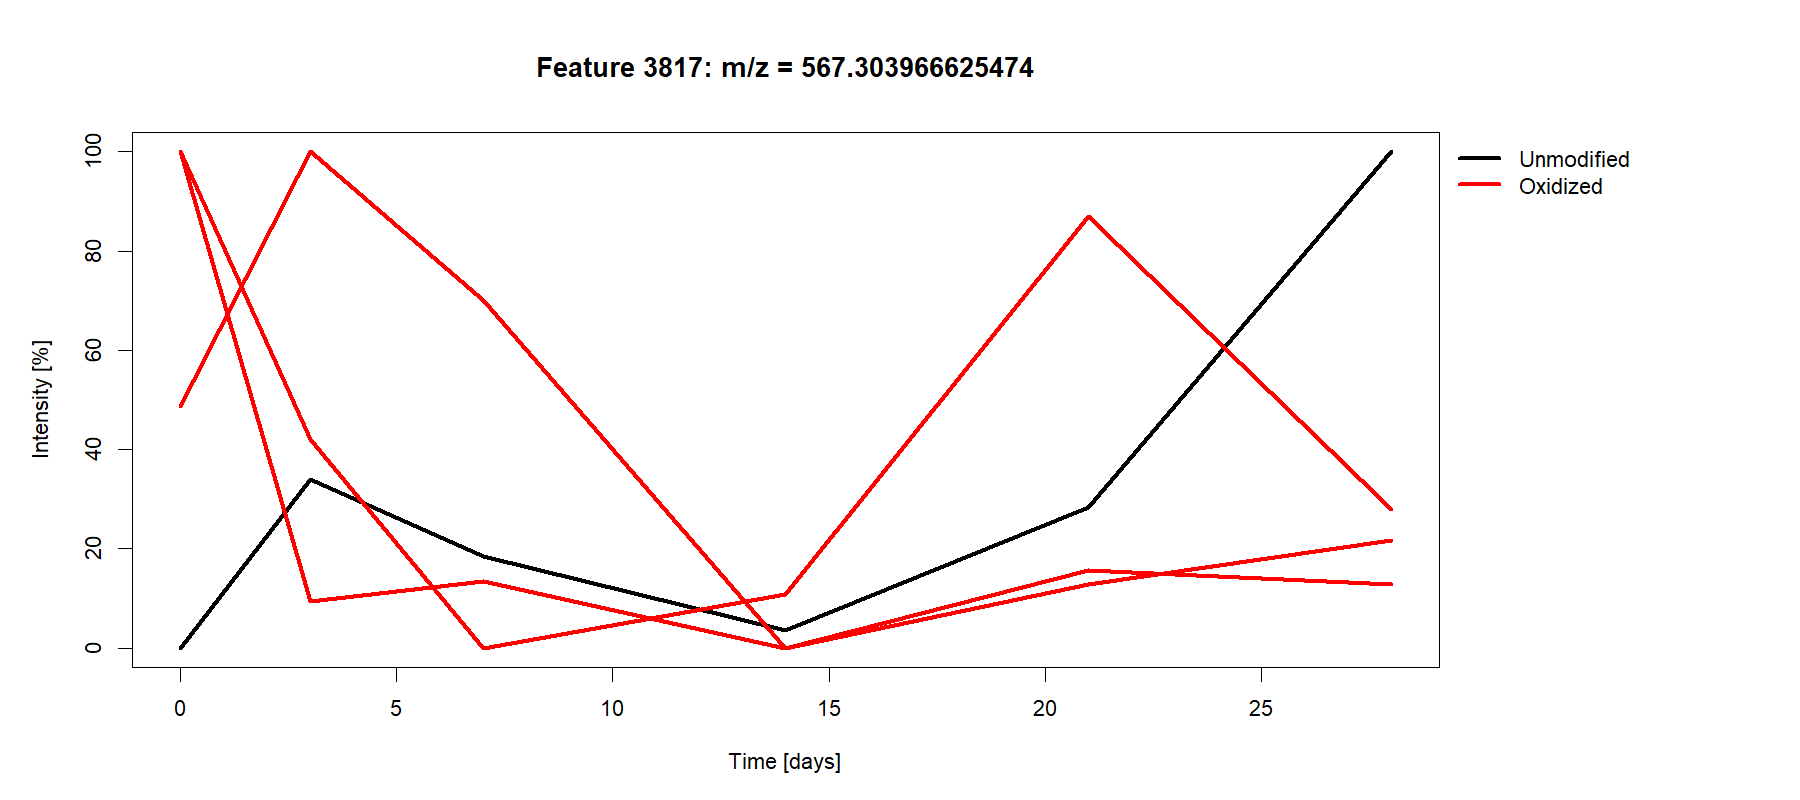 Feature 3817: m/z = 567.303966625474
Unmodified
Oxidized
Intensity [%]
100
80
60
40
20
0
0 5 10 15 20 25
Time [days]